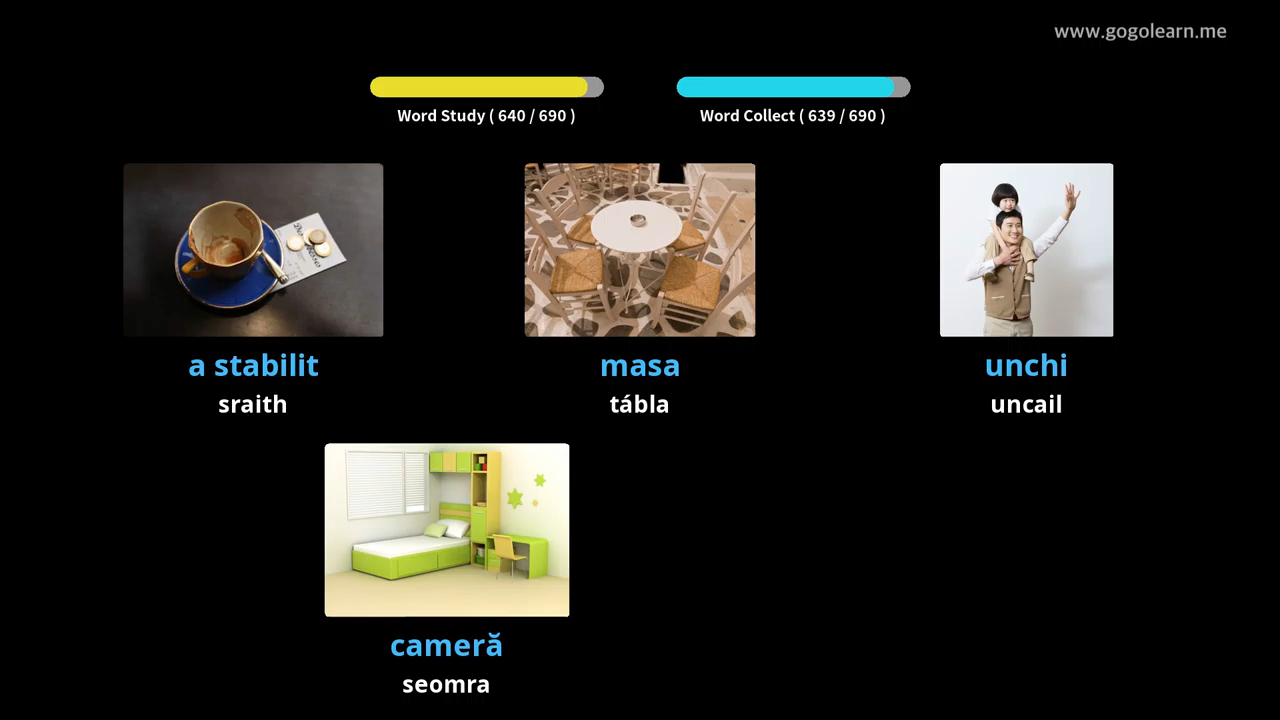 www.gogolearn.me
Word Study ( 640 / 690 )
Word Collect ( 639 / 690 )
a stabilit
sraith
masa
tábla
unchi
uncail
cameră
seomra